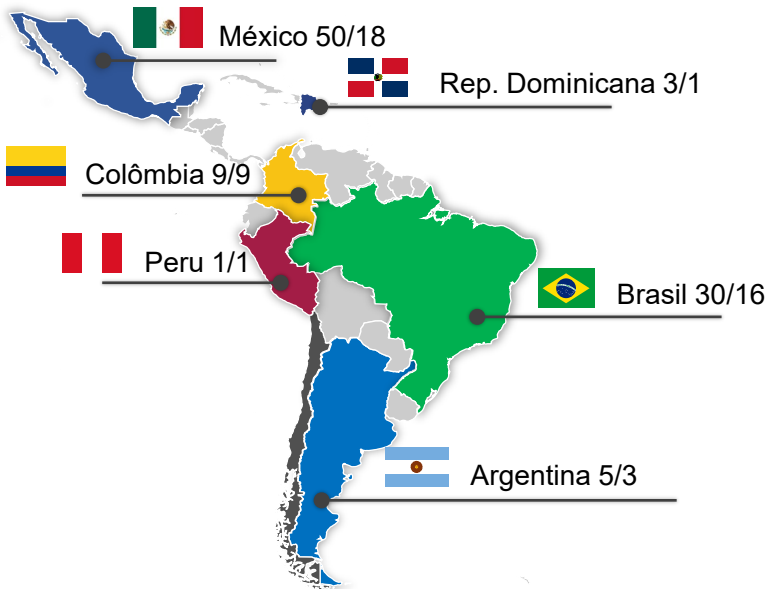 México 50/18
Rep. Dominicana 3/1
Colômbia 9/9
Peru 1/1
Brasil 30/16
Argentina 5/3